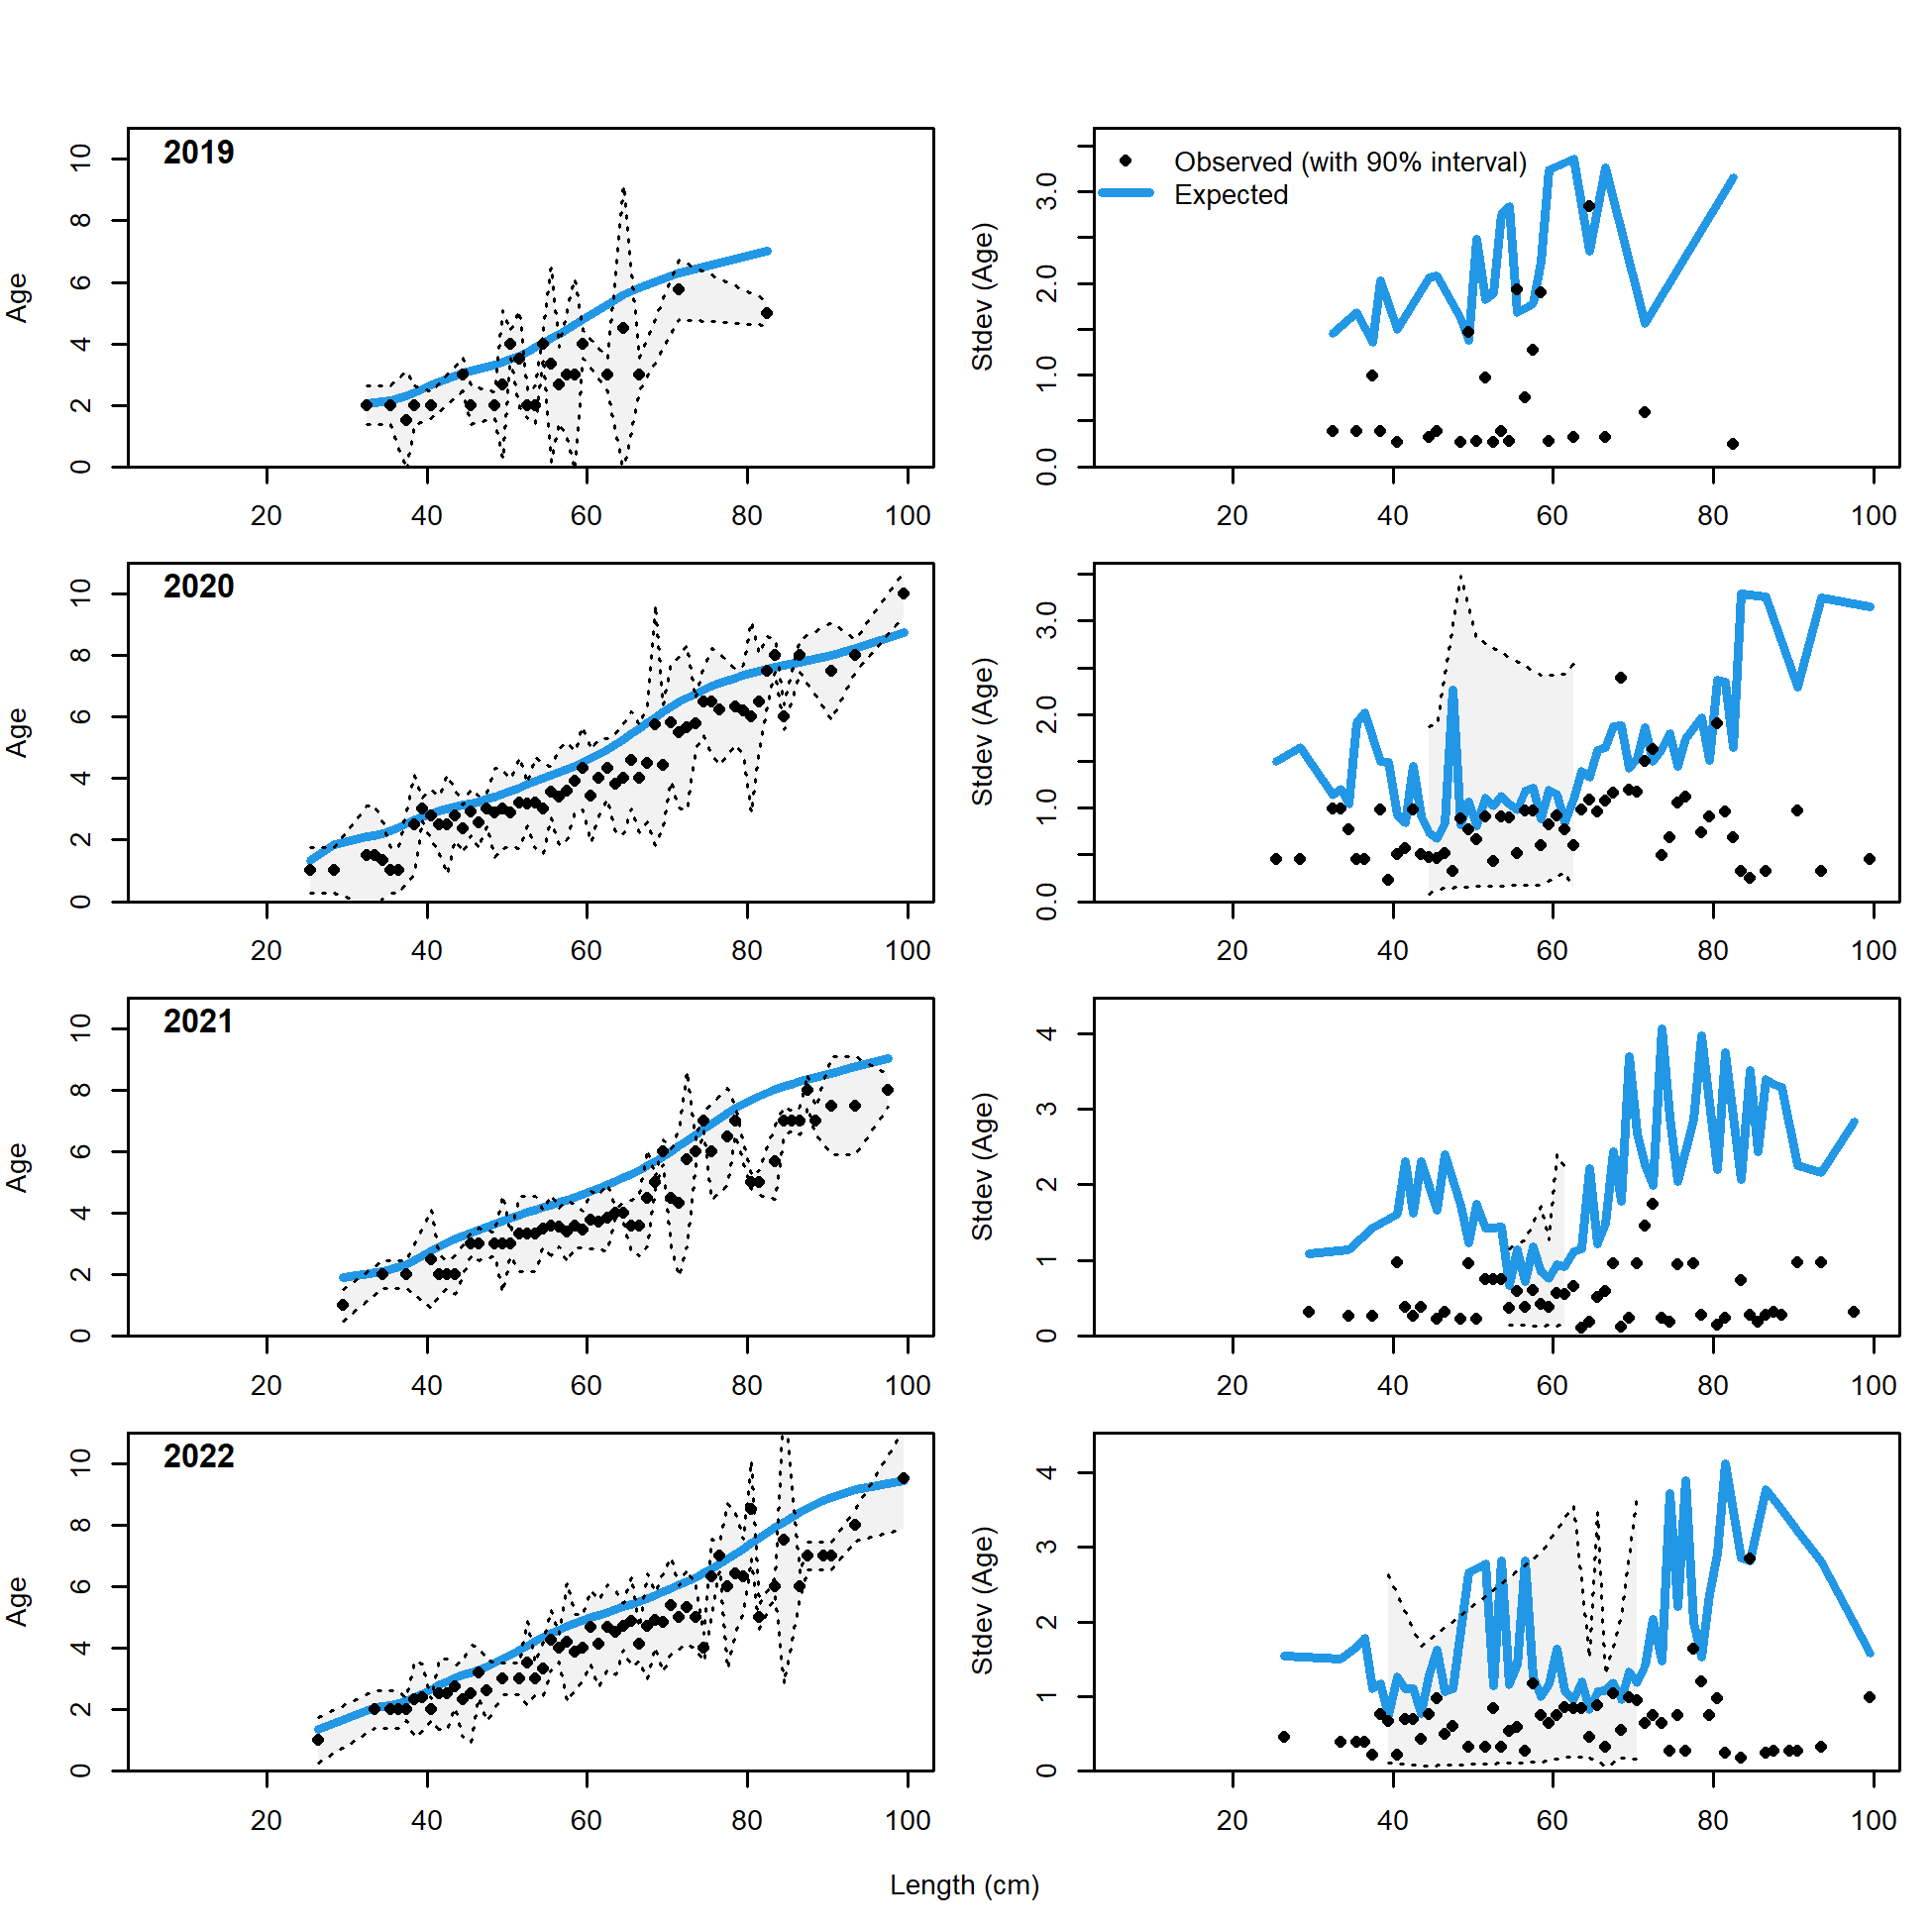 2019
Age
0 2 4 6 8 10
20 40 60 80 100
Observed (with 90% interval)
Expected
Stdev (Age)
0.0 1.0 2.0 3.0
20 40 60 80 100
2020
Age
0 2 4 6 8 10
20 40 60 80 100
Stdev (Age)
0.0 1.0 2.0 3.0
20 40 60 80 100
2021
Age
0 2 4 6 8 10
20 40 60 80 100
Stdev (Age)
0 1 2 3 4
20 40 60 80 100
2022
Age
0 2 4 6 8 10
20 40 60 80 100
Stdev (Age)
0 1 2 3 4
20 40 60 80 100
Length (cm)